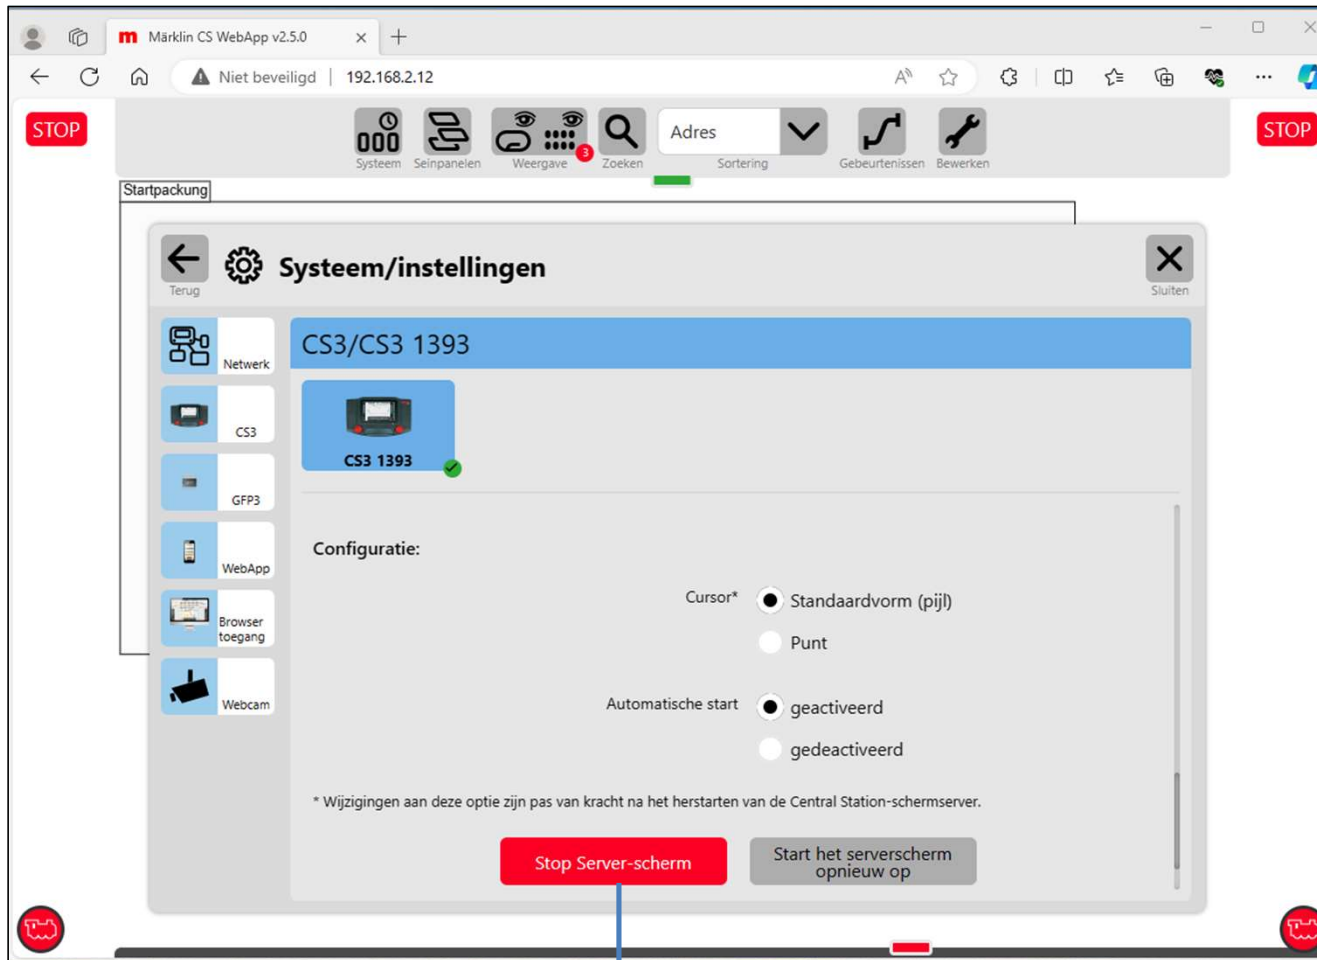 Märklin CS WebApp v2.5.0
Niet beveiligd | 192.168.2.12
STOP
STOP
Adres
3
Systeem
Seinpanelen
Weergave
Zoeken
Sortering
Gebeurtenissen
Bewerken
Startpackung
Terug
Systeem/instellingen
Sluiten
Netwerk
CS3
GFP3
WebApp
Browser
toegang
Webcam
CS3/CS3 1393
CS3 1393
Configuratie:
Cursor*
Standaardvorm (pijl)
Punt
Automatische start
geactiveerd
gedeactiveerd
* Wijzigingen aan deze optie zijn pas van kracht na het herstarten van de Central Station-schermserver.
Stop Server-scherm
Start het serverscherm
opnieuw op